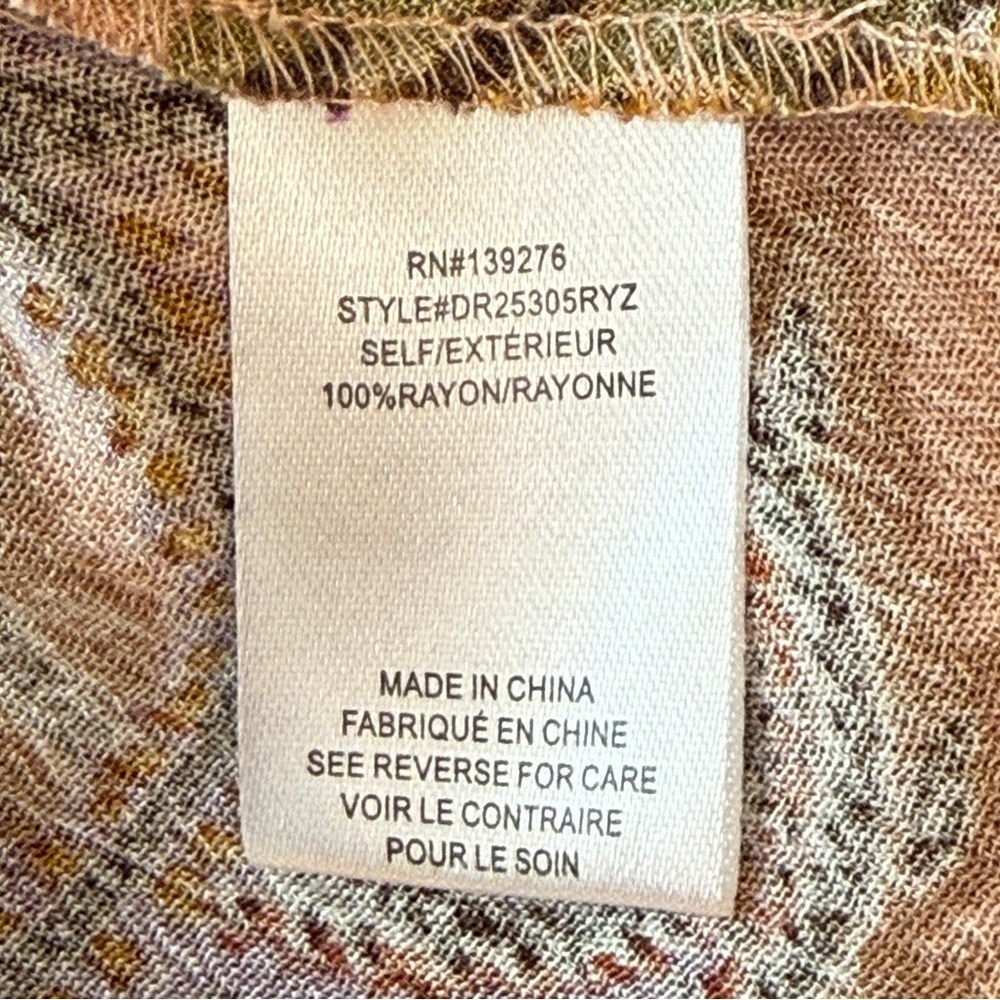 RN#139276
STYLE#DR25305RYZ
SELF/EXTÉRIEUR
100%RAYON/RAYONNE
MADE IN CHINA
FABRIQUÉ EN CHINE
SEE REVERSE FOR CARE
VOIR LE CONTRAIRE
POUR LE SOIN